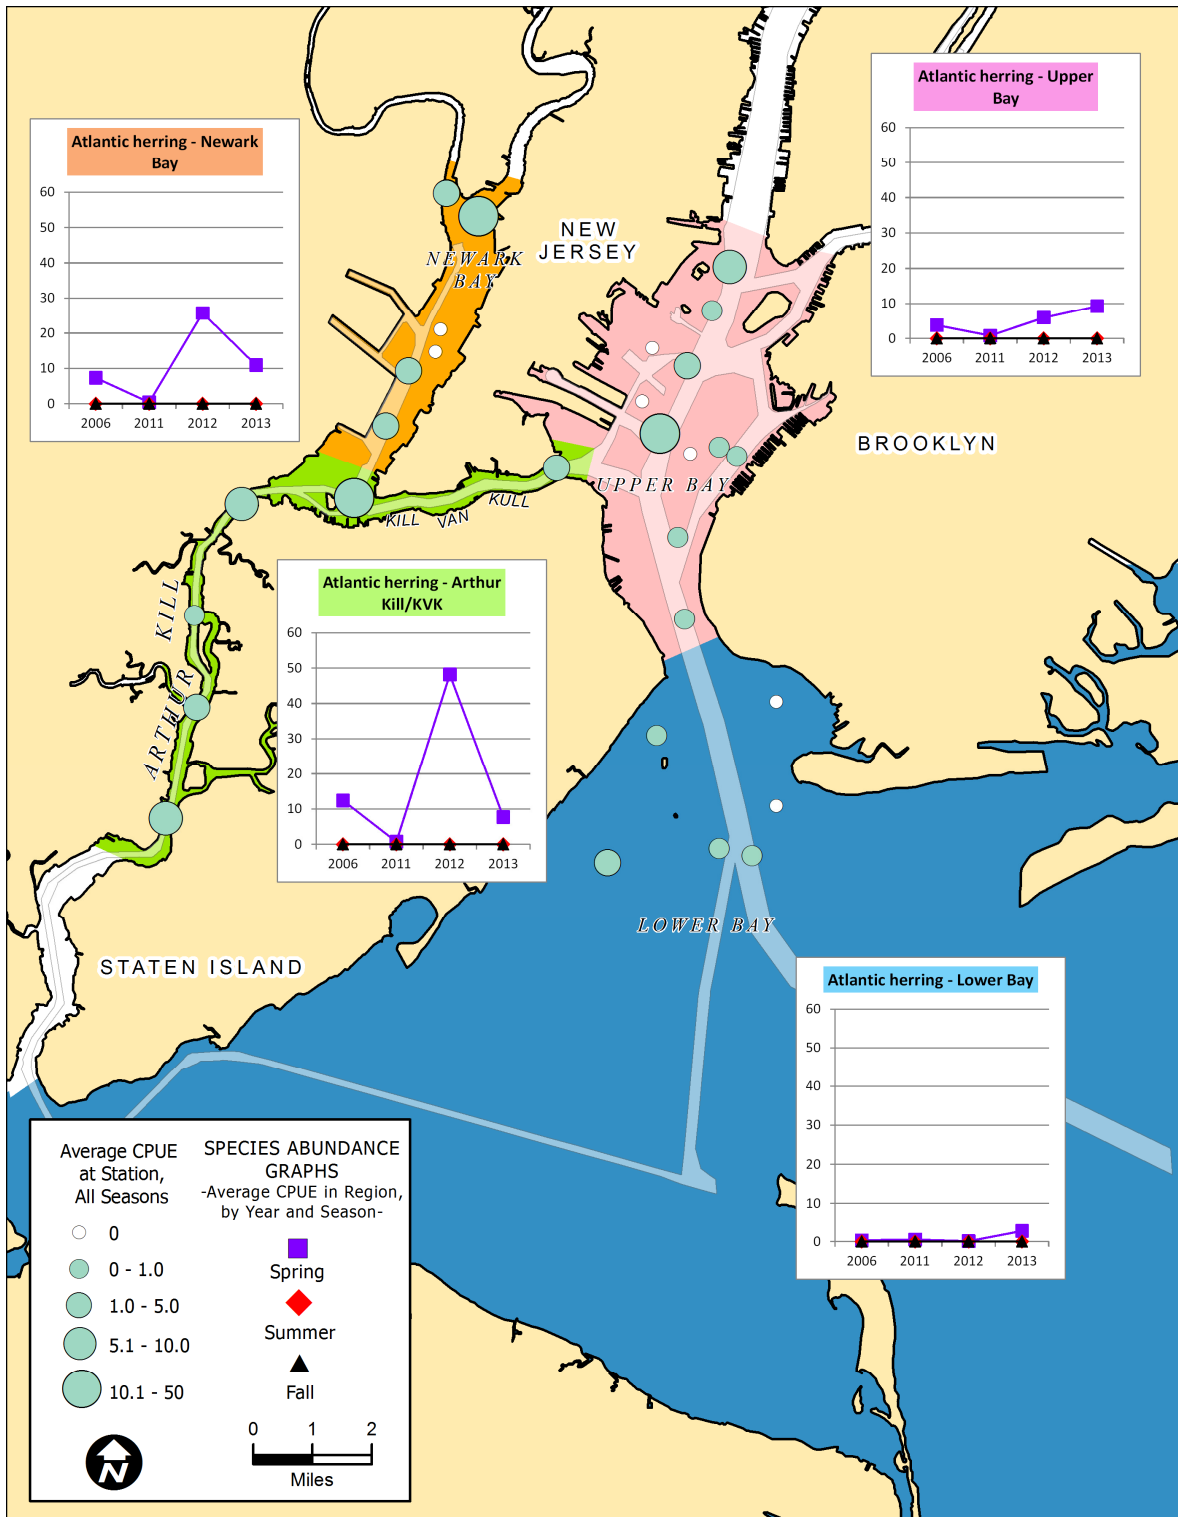 Atlantic herring - Upper
Bay
60
50
40
30
20
10
0
2006 2011 2012 2013
Atlantic herring - Newark
Bay
60
50
40
30
20
10
0
2006 2011 2012 2013
NEW
JERSEY
NEWARK
BAY
BROOKLYN
UPPER BAY
KILL VAN KULL
ARTHUR KILL
Atlantic herring - Arthur
Kill/KVK
60
50
40
30
20
10
0
2006 2011 2012 2013
LOWER BAY
STATEN ISLAND
Atlantic herring - Lower Bay
60
50
40
30
20
10
0
2006 2011 2012 2013
Average CPUE
at Station,
All Seasons
0
0 - 1.0
1.0 - 5.0
5.1 - 10.0
10.1 - 50
N
SPECIES ABUNDANCE
GRAPHS
-Average CPUE in Region,
by Year and Season-
Spring
Summer
Fall
0 1 2
Miles